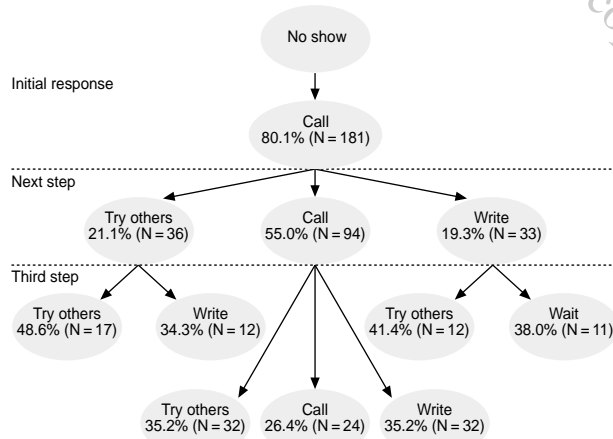 No show
Initial response
Call
80.1% (N = 181)
Next step
Try others
21.1% (N = 36)
Call
55.0% (N = 94)
Write
19.3% (N = 33)
Third step
Try others
48.6% (N = 17)
Write
34.3% (N = 12)
Try others
41.4% (N = 12)
Wait
38.0% (N = 11)
Try others
35.2% (N = 32)
Call
26.4% (N = 24)
Write
35.2% (N = 32)